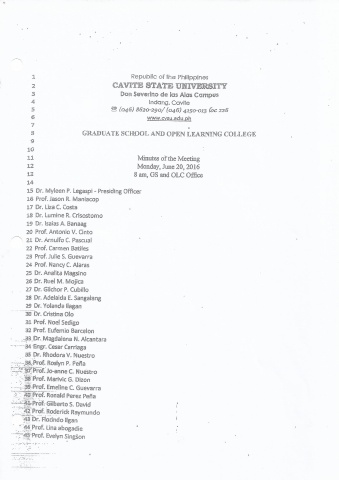 1 Republic of the Philippines
2 CAVITE STATE UNIVERSITY
3 Don Severino de las Alas Campus
4 Indang, Cavite
5 ☎ (046) 8620-290/ (046) 4150-013 loc 226
6 www.cvsu.edu.ph
7
8 GRADUATE SCHOOL AND OPEN LEARNING COLLEGE
9
10
11 Minutes of the Meeting
12 Monday, June 20, 2016
13 8 am, GS and OLC Office
14
15 Dr. Myleen P. Legaspi - Presiding Officer
16 Prof. Jason R. Maniacop
17 Dr. Liza C. Costa
18 Dr. Lumine R. Crisostomo
19 Dr. Isaias A. Banaag
20 Prof. Antonio V. Cinto
21 Dr. Arnulfo C. Pascual
22 Prof. Carmen Batiles
23 Prof. Julie S. Guevarra
24 Prof. Nancy C. Alaras
25 Dr. Analita Magsino
26 Dr. Ruel M. Mojica
27 Dr. Gilchor P. Cubillo
28 Dr. Adelaida E. Sangalang
29 Dr. Yolanda Ilagan
30 Dr. Cristina Olo
31 Prof. Noel Sedigo
32 Prof. Eufemio Barcelon
33 Dr. Magdalena N. Alcantara
34 Engr. Cesar Carriaga
35 Dr. Rhodora V. Nuestro
36 Prof. Roslyn P. Peña
37 Prof. Jo-anne C. Nuestro
38 Prof. Marivic G. Dizon
39 Prof. Emeline C. Guevarra
40 Prof. Ronald Perez Peña
41 Prof. Gilberto S. David
42 Prof. Roderick Raymundo
43 Dr. Florindo Ilgan
44 Prof. Lina abogadie
45 Prof. Evelyn Singson